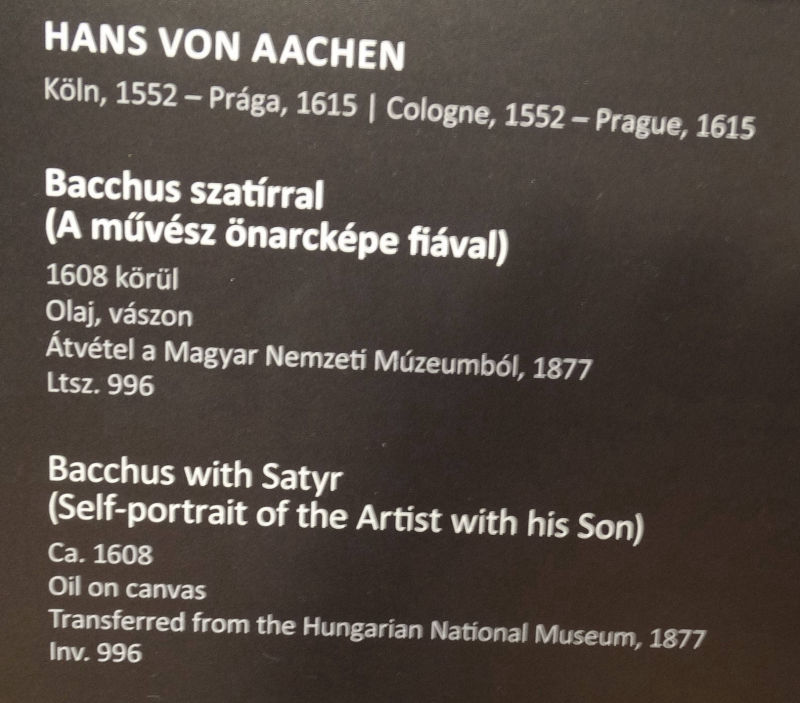 HANS VON AACHEN
Köln, 1552 – Prága, 1615 | Cologne, 1552 – Prague, 1615
Bacchus szatírral
(A művész önarcképe fiával)
1608 körül
Olaj, vászon
Átvétel a Magyar Nemzeti Múzeumból, 1877
Ltsz. 996
Bacchus with Satyr
(Self-portrait of the Artist with his Son)
Ca. 1608
Oil on canvas
Transferred from the Hungarian National Museum, 1877
Inv. 996